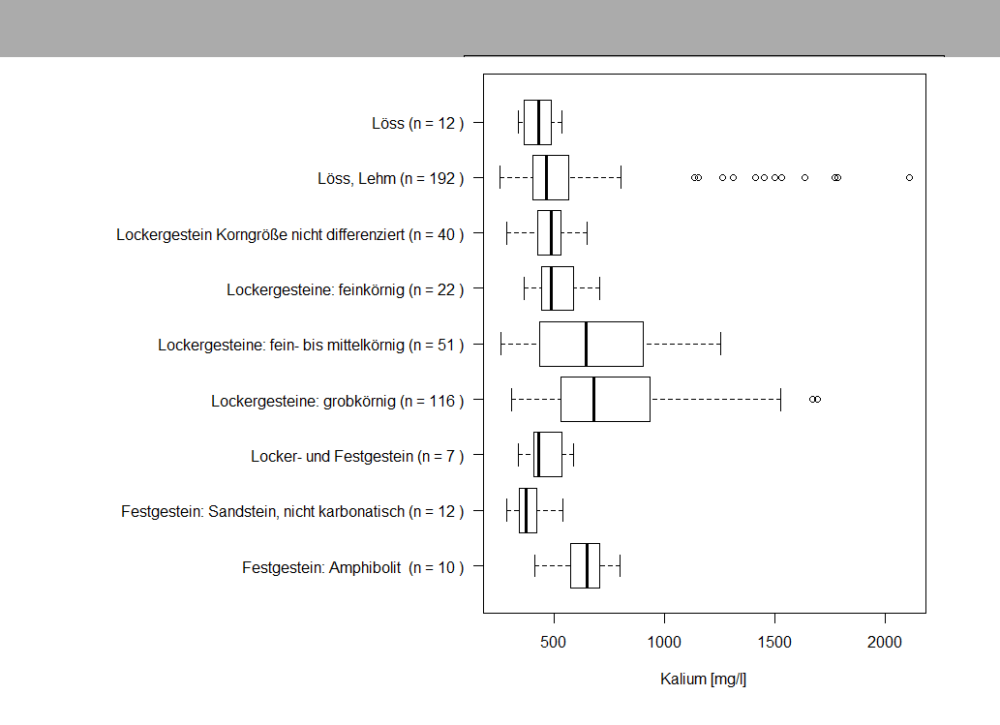 Löss (n = 12 )
Löss, Lehm (n = 192 )
Lockergestein Korngröße nicht differenziert (n = 40 )
Lockergesteine: feinkörnig (n = 22 )
Lockergesteine: fein- bis mittelkörnig (n = 51 )
Lockergesteine: grobkörnig (n = 116 )
Locker- und Festgestein (n = 7 )
Festgestein: Sandstein, nicht karbonatisch (n = 12 )
Festgestein: Amphibolit  (n = 10 )
500 1000 1500 2000
Kalium [mg/l]